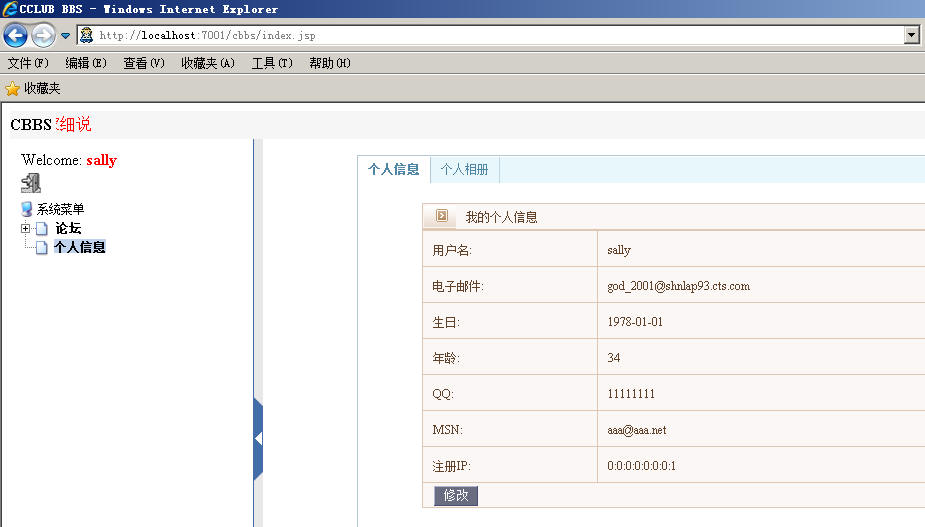 CCLUB BBS - Windows Internet Explorer
http://localhost:7001/cbbs/index.jsp
文件(F) 编辑(E) 查看(V) 收藏夹(A) 工具(T) 帮助(H)
收藏夹
CBBS 细说
Welcome: sally
系统菜单
论坛
个人信息
个人信息 个人相册
我的个人信息
用户名: sally
电子邮件: god_2001@shnlap93.cts.com
生日: 1978-01-01
年龄: 34
QQ: 11111111
MSN: aaa@aaa.net
注册IP: 0:0:0:0:0:0:0:1
修改